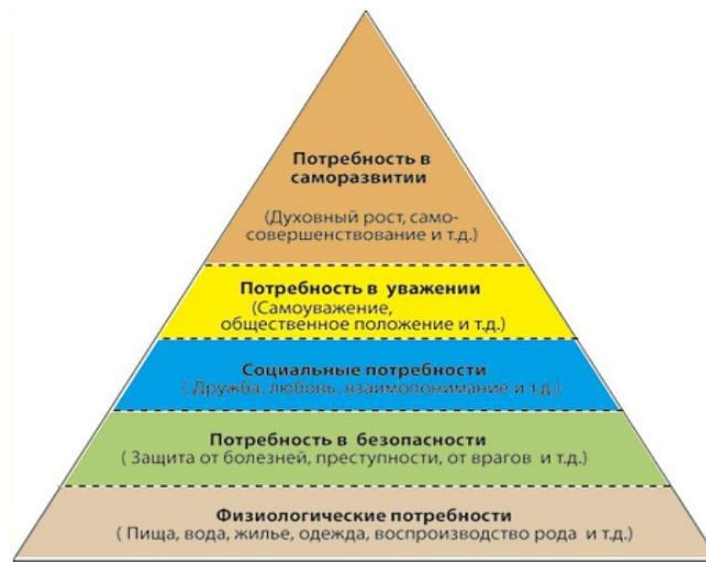 Потребность в
саморазвитии
(Духовный рост, само-
совершенствование и т.д.)
Потребность в уважении
(Самоуважение,
общественное положение и т.д.)
Социальные потребности
( Дружба, любонь, взаимопонимание и т.д.)
Потребность в безопасности
( Защита от болезней, преступности, от врагов и т.д.)
Физиологические потребности
( Пища, вода, жилье, одежда, воспроизводство рода и т.д.)